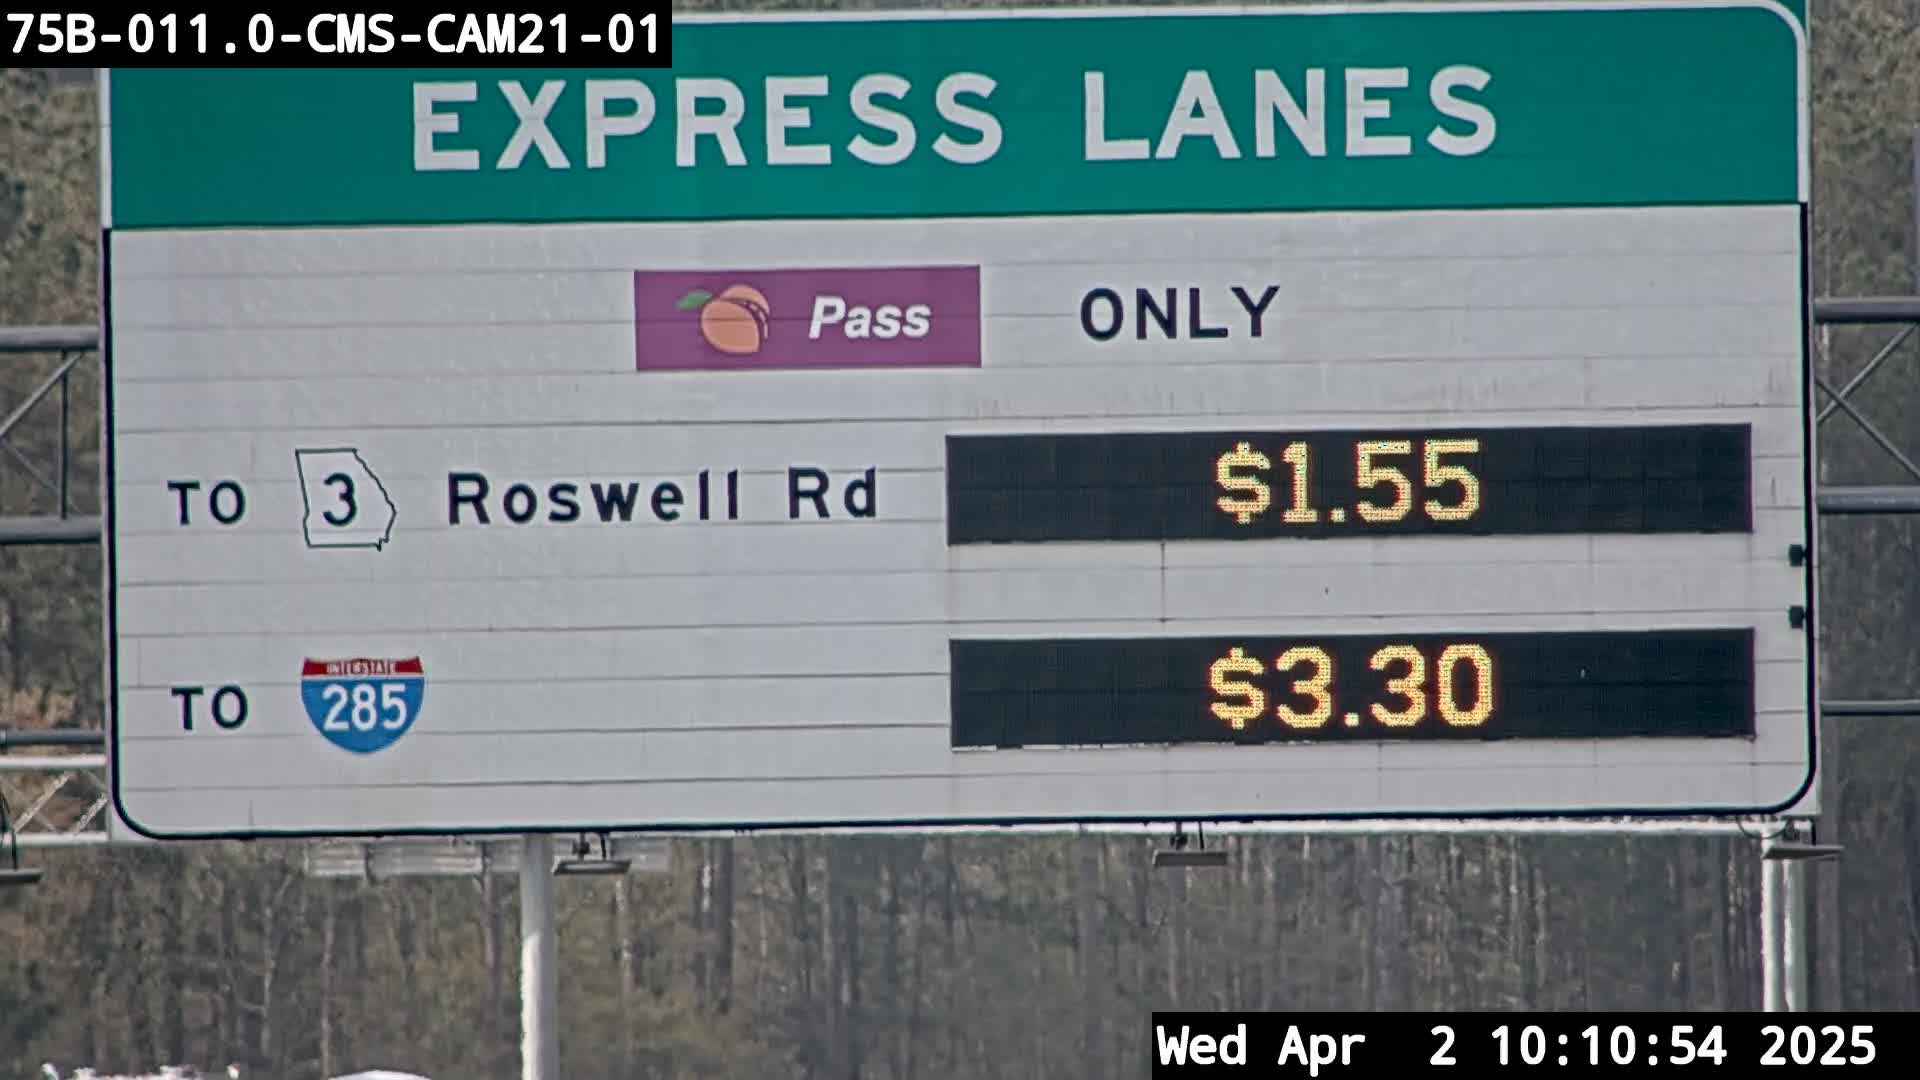 75B-011.0-CMS-CAM21-01
EXPRESS LANES
Pass ONLY
TO 3 Roswell Rd $1.55
INTERSTATE
TO 285 $3.30
Wed Apr 2 10:10:54 2025